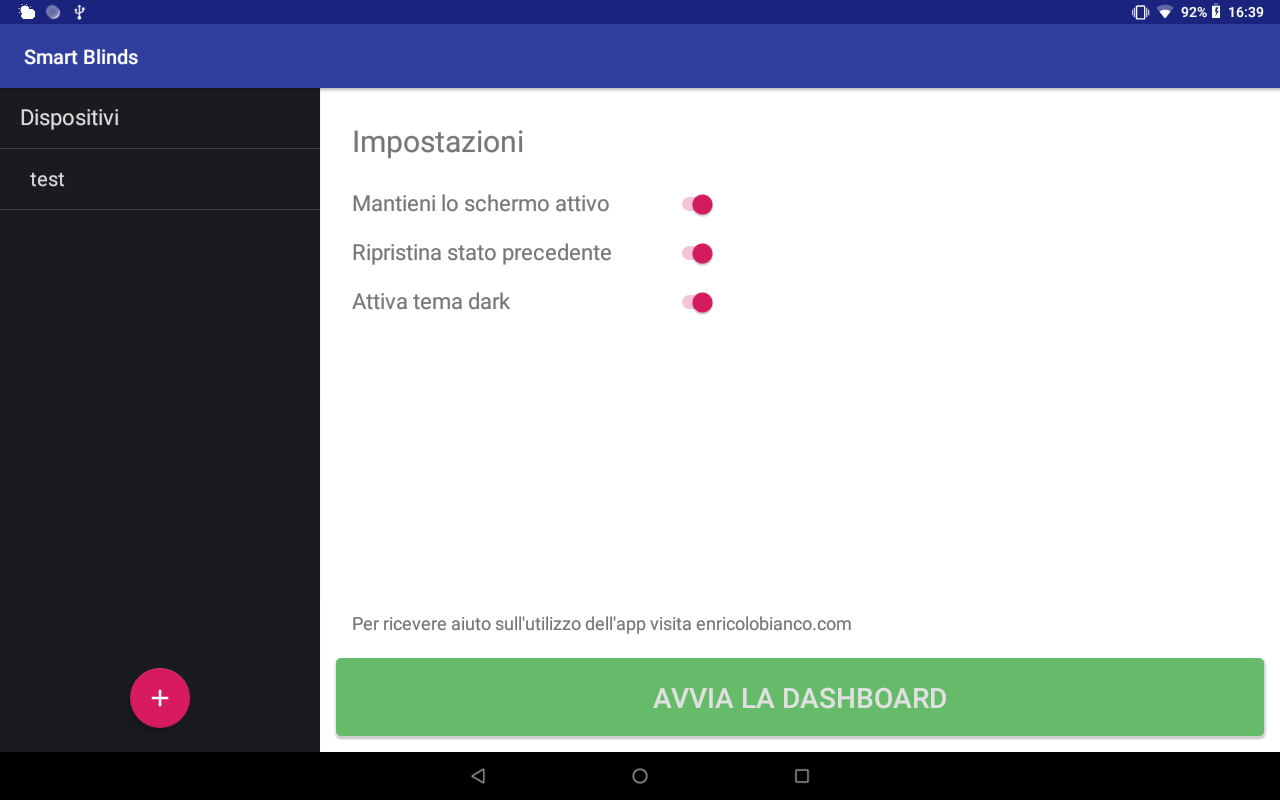 92% 16:39
Smart Blinds
Dispositivi
test
Impostazioni
Mantieni lo schermo attivo
Ripristina stato precedente
Attiva tema dark
Per ricevere aiuto sull'utilizzo dell'app visita enricolobianco.com
AVVIA LA DASHBOARD